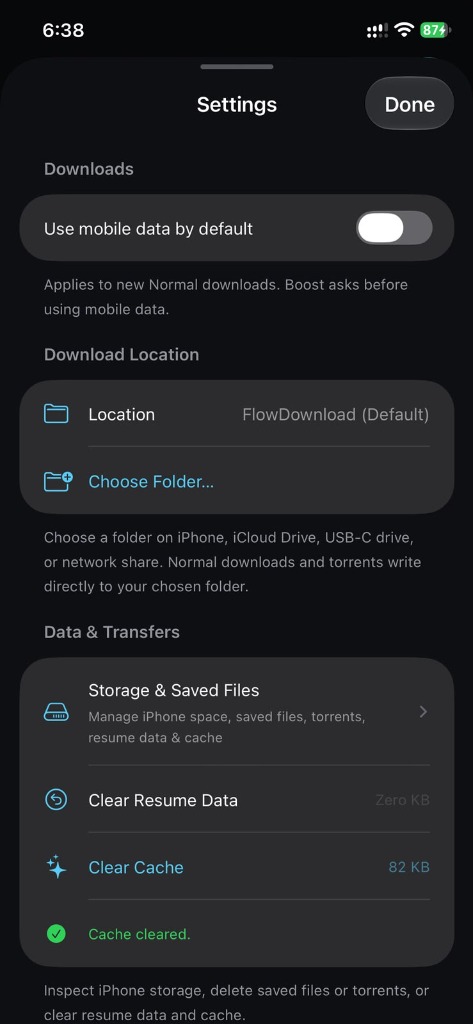 6:38
87
Settings
Done
Downloads
Use mobile data by default
Applies to new Normal downloads. Boost asks before
using mobile data.
Download Location
Location FlowDownload (Default)
Choose Folder...
Choose a folder on iPhone, iCloud Drive, USB-C drive,
or network share. Normal downloads and torrents write
directly to your chosen folder.
Data & Transfers
Storage & Saved Files
Manage iPhone space, saved files, torrents,
resume data & cache
Clear Resume Data Zero KB
Clear Cache 82 KB
Cache cleared.
Inspect iPhone storage, delete saved files or torrents, or
clear resume data and cache.